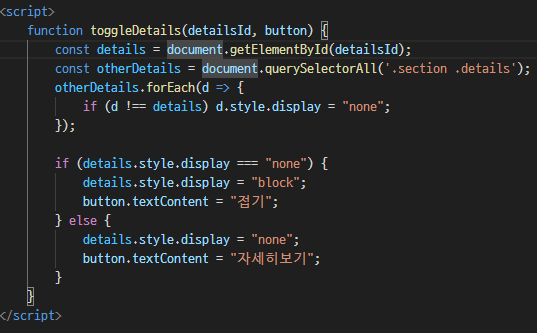 <script>
function toggleDetails(detailsId, button) {
const details = document.getElementById(detailsId);
const otherDetails = document.querySelectorAll('.section .details');
otherDetails.forEach(d => {
if (d !== details) d.style.display = "none";
});
if (details.style.display === "none") {
details.style.display = "block";
button.textContent = "접기";
} else {
details.style.display = "none";
button.textContent = "자세히보기";
}
}
</script>